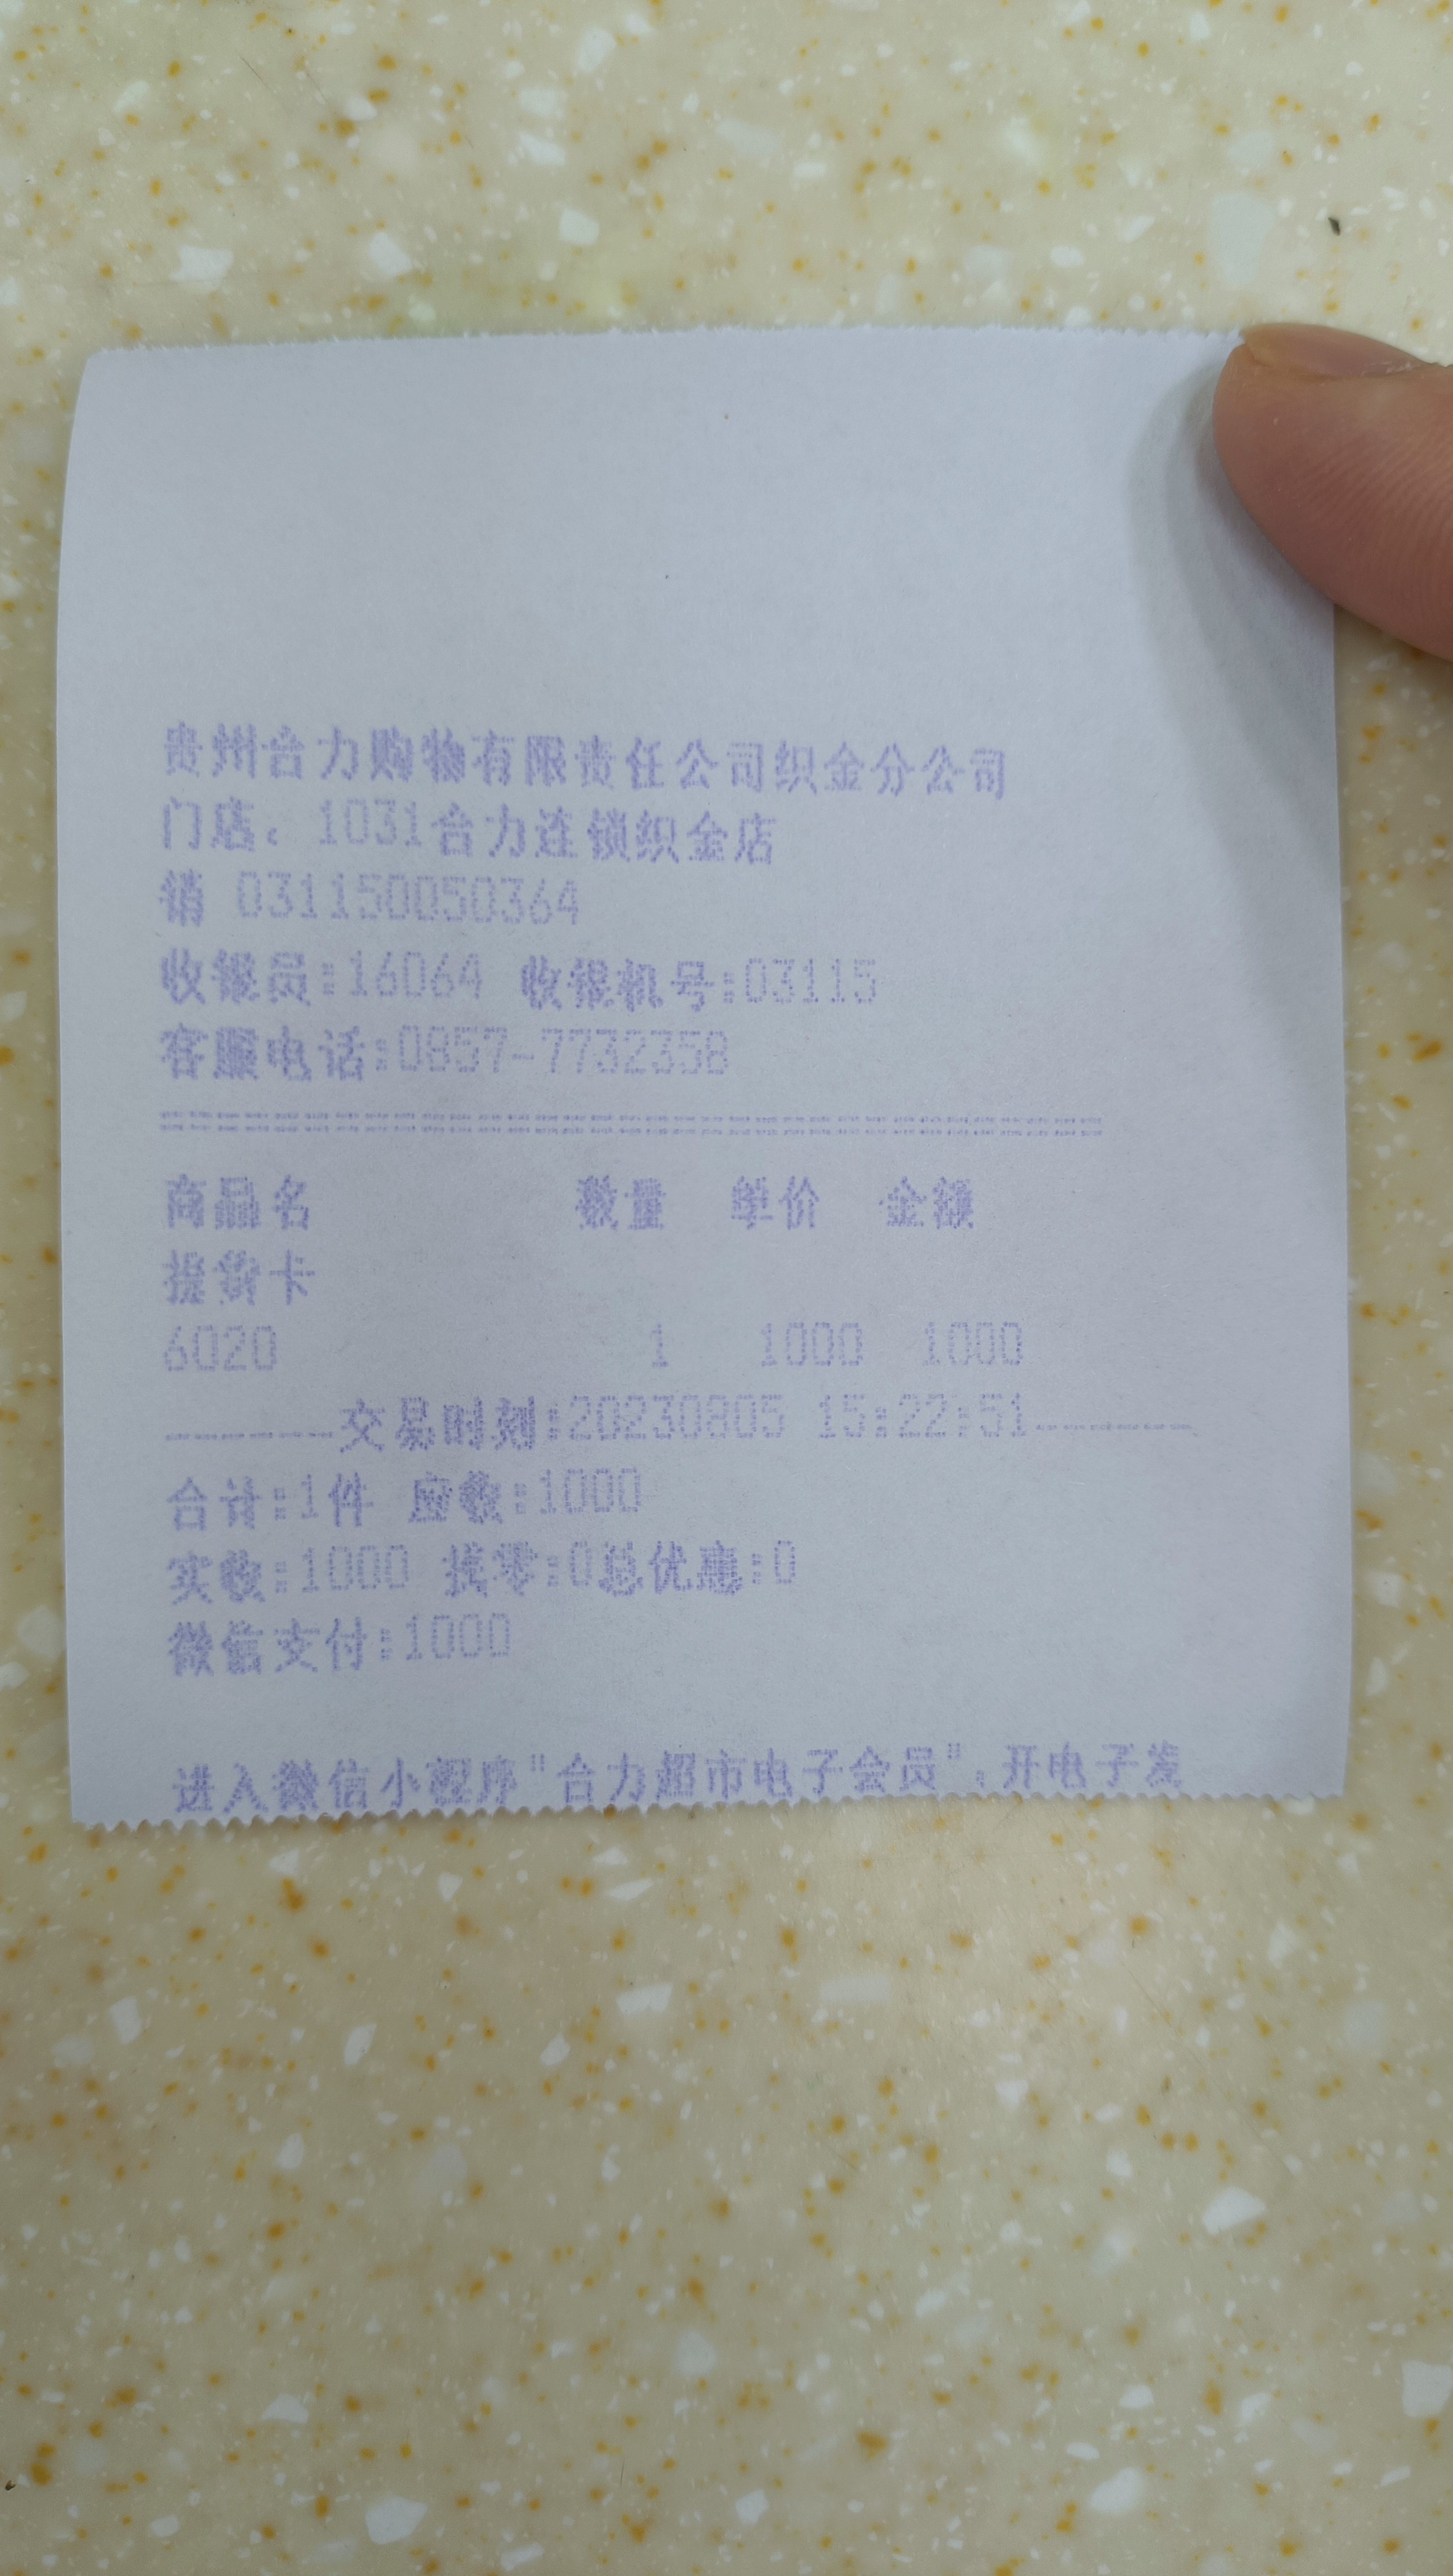 贵州合力购物有限责任公司织金分公司
门店: 1031合力连锁织金店
销 031150050364
收银员:16064 收银机号:03115
客服电话:0857-7732358
商品名 数量 单价 金额
提货卡
6020 1 1000 1000
------交易时刻:20230805 15:22:51------
合计:1件 应收:1000
实收:1000 找零:0总优惠:0
微信支付:1000
进入微信小程序"合力超市电子会员",开电子发